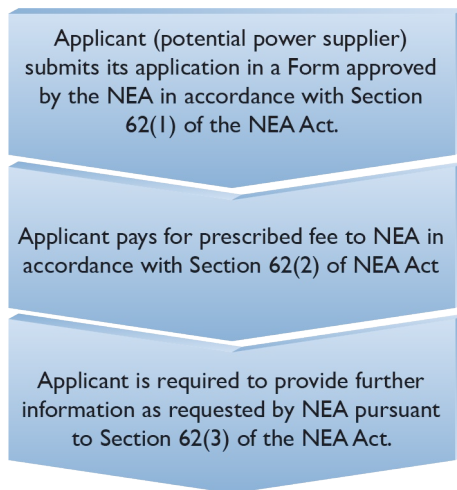 Applicant (potential power supplier)
submits its application in a Form approved
by the NEA in accordance with Section
62(1) of the NEA Act.
Applicant pays for prescribed fee to NEA in
accordance with Section 62(2) of NEA Act
Applicant is required to provide further
information as requested by NEA pursuant
to Section 62(3) of the NEA Act.